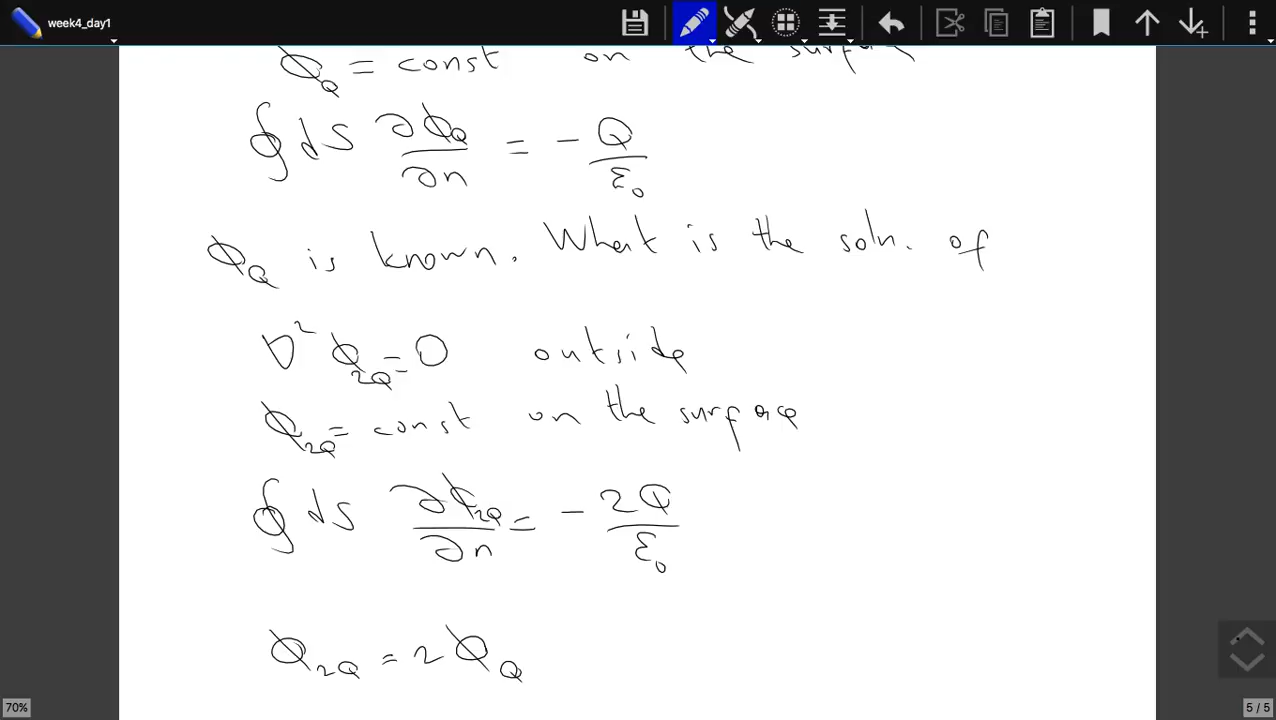 week4_day1
ϕ_Q = const on the surface
∮ dS ∂ϕ_Q/∂n = - Q/ε₀
ϕ_Q is known. What is the soln. of
∇² ϕ_2Q = 0 outside
ϕ_2Q = const on the surface
∮ dS ∂ϕ_2Q/∂n = - 2Q/ε₀
ϕ_2Q = 2 ϕ_Q
70%
5 / 5